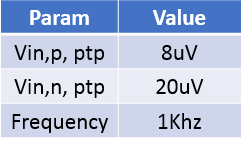 Param Value
Vin,p, ptp 8uV
Vin,n, ptp 20uV
Frequency 1Khz